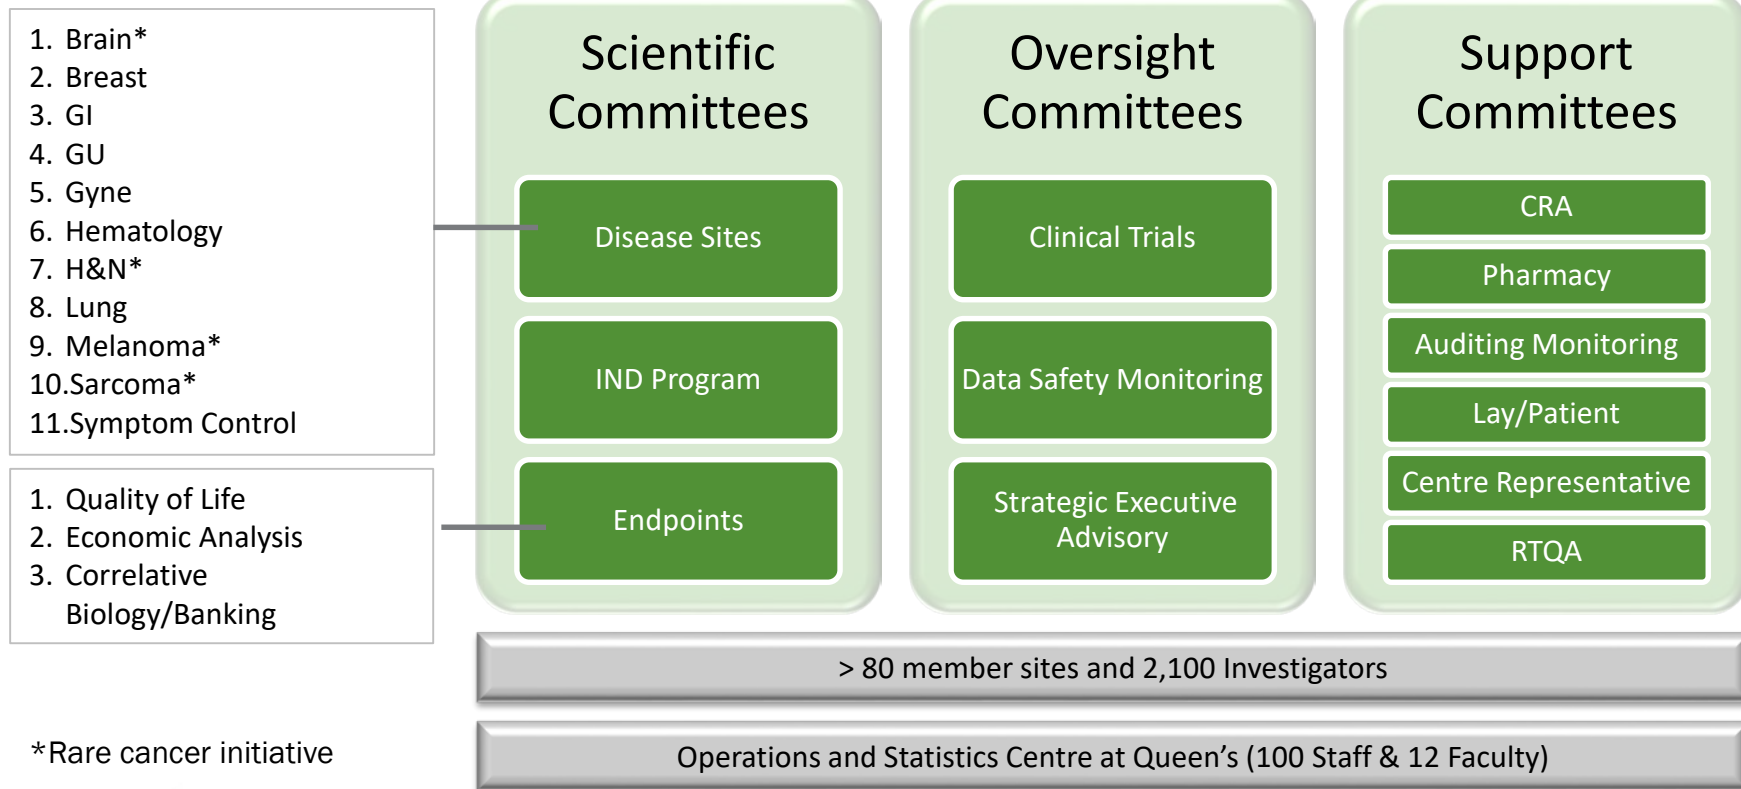 1. Brain*
2. Breast
3. GI
4. GU
5. Gyne
6. Hematology
7. H&N*
8. Lung
9. Melanoma*
10.Sarcoma*
11.Symptom Control
1. Quality of Life
2. Economic Analysis
3. Correlative
Biology/Banking
*Rare cancer initiative
Scientific
Committees
Disease Sites
IND Program
Endpoints
Oversight
Committees
Clinical Trials
Data Safety Monitoring
Strategic Executive
Advisory
Support
Committees
CRA
Pharmacy
Auditing Monitoring
Lay/Patient
Centre Representative
RTQA
> 80 member sites and 2,100 Investigators
Operations and Statistics Centre at Queen’s (100 Staff & 12 Faculty)